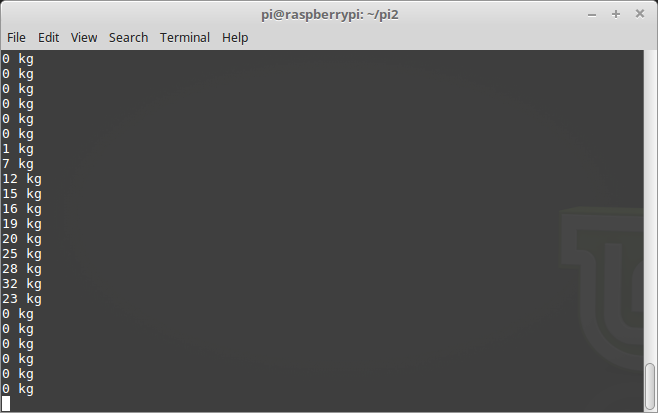 pi@raspberrypi: ~/pi2
File Edit View Search Terminal Help
0 kg
0 kg
0 kg
0 kg
0 kg
0 kg
1 kg
7 kg
12 kg
15 kg
16 kg
19 kg
20 kg
25 kg
28 kg
32 kg
23 kg
0 kg
0 kg
0 kg
0 kg
0 kg
0 kg